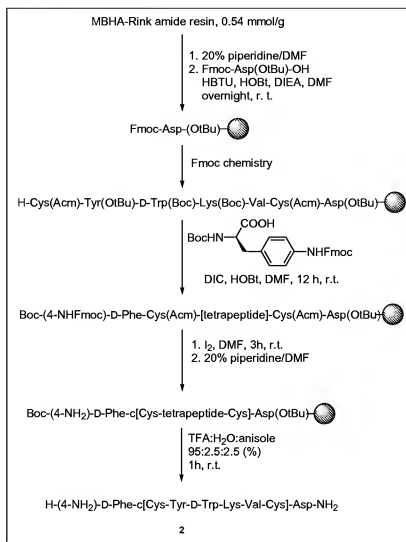 MBHA-Rink amide resin, 0.54 mmol/g
1. 20% piperidine/DMF
2. Fmoc-Asp(OtBu)-OH
HBTU, HOBt, DIEA, DMF
overnight, r. t.
Fmoc-Asp-(OtBu)
Fmoc chemistry
H-Cys(Acm)-Tyr(OtBu)-D-Trp(Boc)-Lys(Boc)-Val-Cys(Acm)-Asp(OtBu)
COOH
BocHN
NHFmoc
DIC, HOBt, DMF, 12 h, r.t.
Boc-(4-NHFmoc)-D-Phe-Cys(Acm)-[tetrapeptide]-Cys(Acm)-Asp(OtBu)
1. I2, DMF, 3h, r.t.
2. 20% piperidine/DMF
Boc-(4-NH2)-D-Phe-c[Cys-tetrapeptide-Cys]-Asp(OtBu)
TFA:H2O:anisole
95:2.5:2.5 (%)
1h, r.t.
H-(4-NH2)-D-Phe-c[Cys-Tyr-D-Trp-Lys-Val-Cys]-Asp-NH2
2